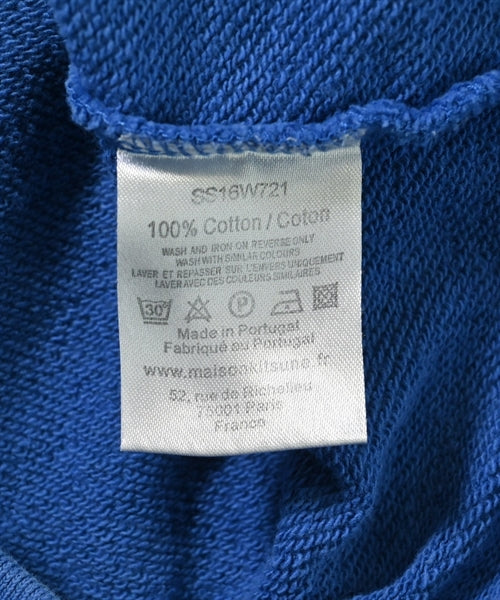 SS16W721
100% Cotton / Coton
WASH AND IRON ON REVERSE ONLY
WASH WITH SIMILAR COLOURS
LAVER ET REPASSER SUR L'ENVERS UNIQUEMENT
LAVER AVEC DES COULEURS SIMILAIRES
30° P
Made in Portugal
Fabriqué au Portugal
www.maisonkitsune.fr
52, rue de Richelieu
75001 Paris
France